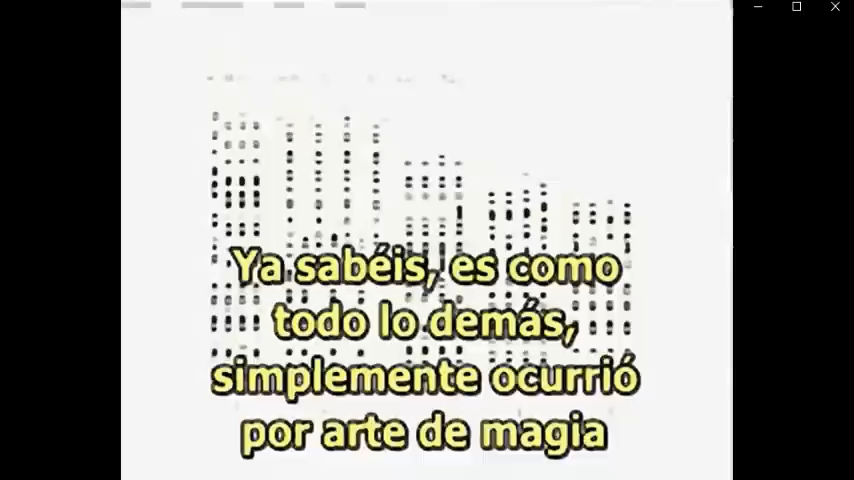 Ya sabéis, es como
todo lo demás,
simplemente ocurrió
por arte de magia